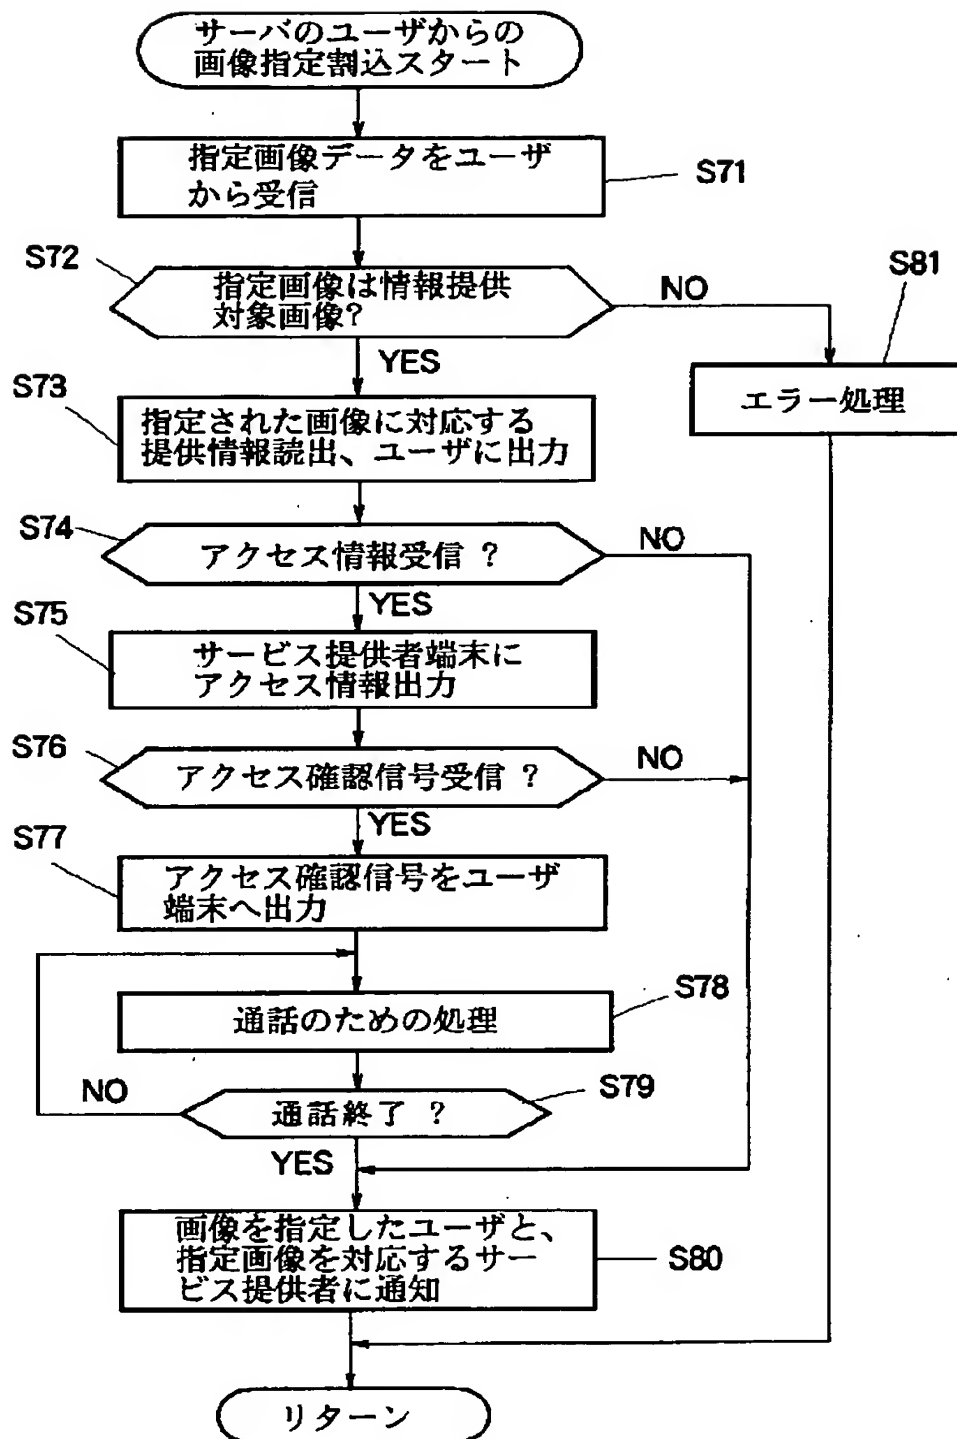 サーバのユーザからの
画像指定割込スタート
指定画像データをユーザ
から受信
S71
S72
指定画像は情報提供
対象画像?
NO
S81
YES
エラー処理
S73
指定された画像に対応する
提供情報読出、ユーザに出力
S74
アクセス情報受信 ?
NO
YES
S75
サービス提供者端末に
アクセス情報出力
S76
アクセス確認信号受信 ?
NO
YES
S77
アクセス確認信号をユーザ
端末へ出力
S78
通話のための処理
NO
S79
通話終了 ?
YES
画像を指定したユーザと、
指定画像を対応するサー
ビス提供者に通知
S80
リターン